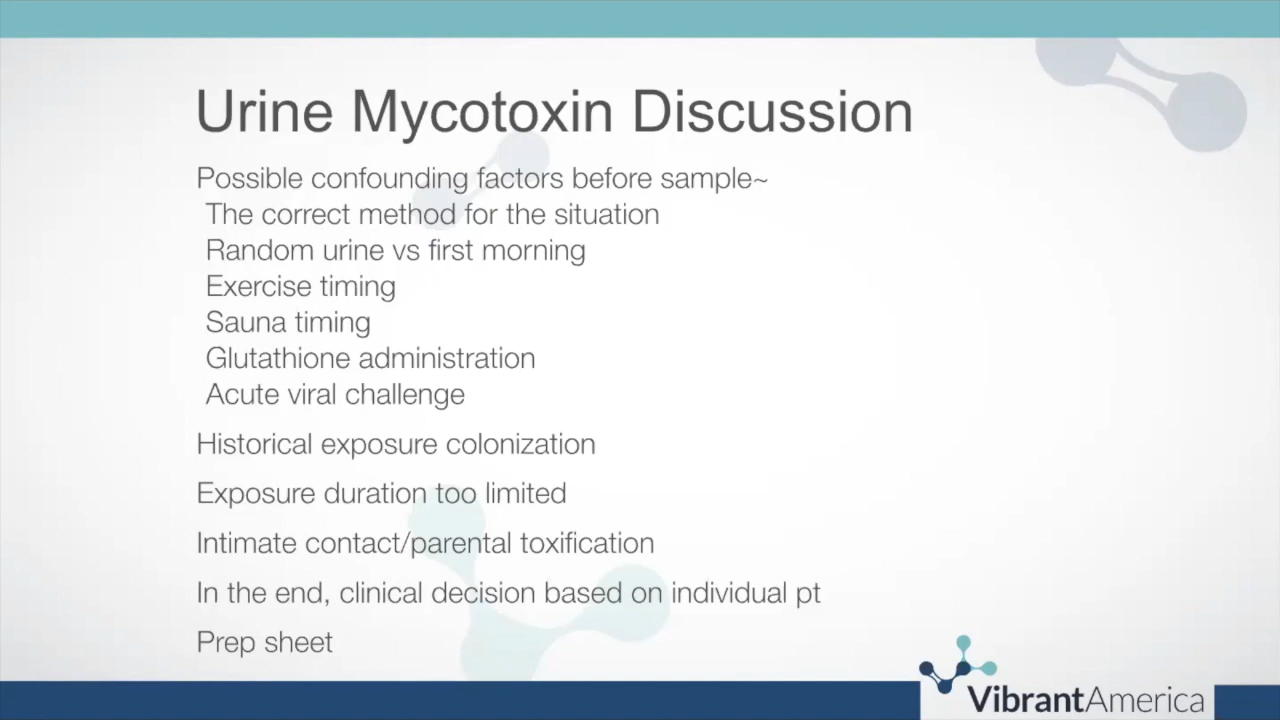 Urine Mycotoxin Discussion
Possible confounding factors before sample~
The correct method for the situation
Random urine vs first morning
Exercise timing
Sauna timing
Glutathione administration
Acute viral challenge
Historical exposure colonization
Exposure duration too limited
Intimate contact/parental toxification
In the end, clinical decision based on individual pt
Prep sheet
VibrantAmerica